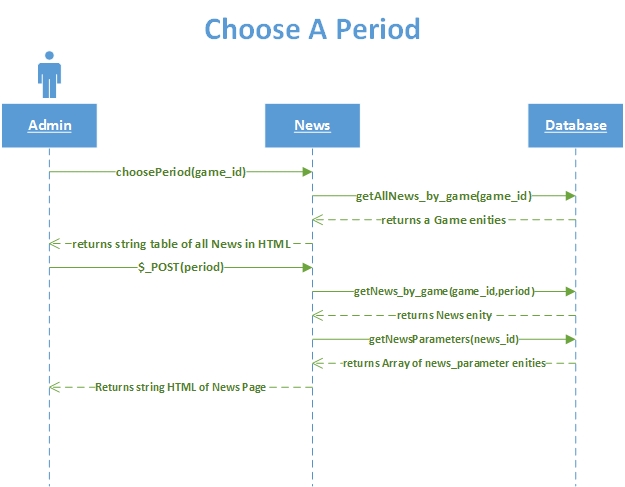 Choose A Period
Admin
News
Database
choosePeriod(game_id)
getAllNews_by_game(game_id)
returns a Game enities
returns string table of all News in HTML
$_POST(period)
getNews_by_game(game_id,period)
returns News enity
getNewsParameters(news_id)
returns Array of news_parameter enities
Returns string HTML of News Page